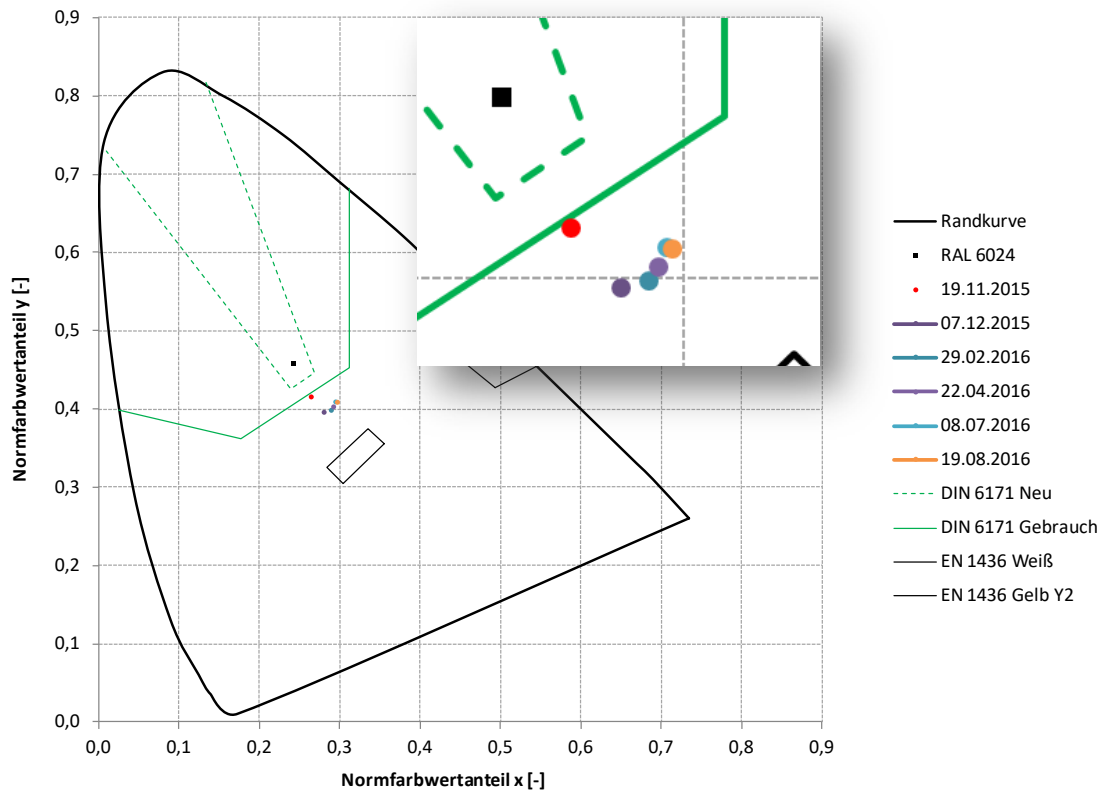 0,9
0,8
0,7
0,6
0,5
0,4
0,3
0,2
0,1
0,0
Normfarbwertanteil y [-]
0,0 0,1 0,2 0,3 0,4 0,5 0,6 0,7 0,8 0,9
Normfarbwertanteil x [-]
Randkurve
RAL 6024
19.11.2015
07.12.2015
29.02.2016
22.04.2016
08.07.2016
19.08.2016
DIN 6171 Neu
DIN 6171 Gebrauch
EN 1436 Weiß
EN 1436 Gelb Y2